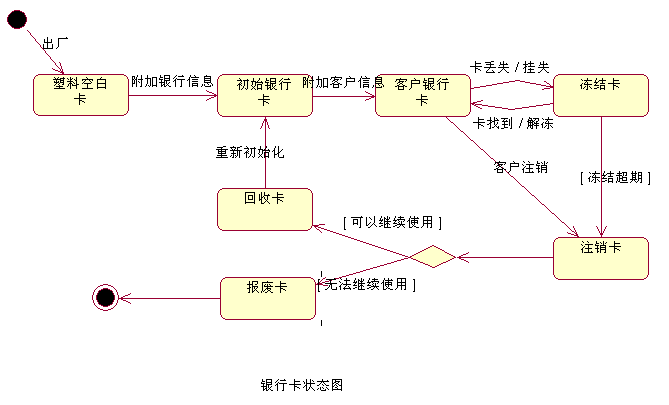 出厂
塑料空白
卡
附加银行信息
初始银行
卡
附加客户信息
客户银行
卡
卡丢失 / 挂失
冻结卡
卡找到 / 解冻
重新初始化
客户注销
[ 冻结超期 ]
回收卡
[ 可以继续使用 ]
注销卡
报废卡
[ 无法继续使用 ]
银行卡状态图